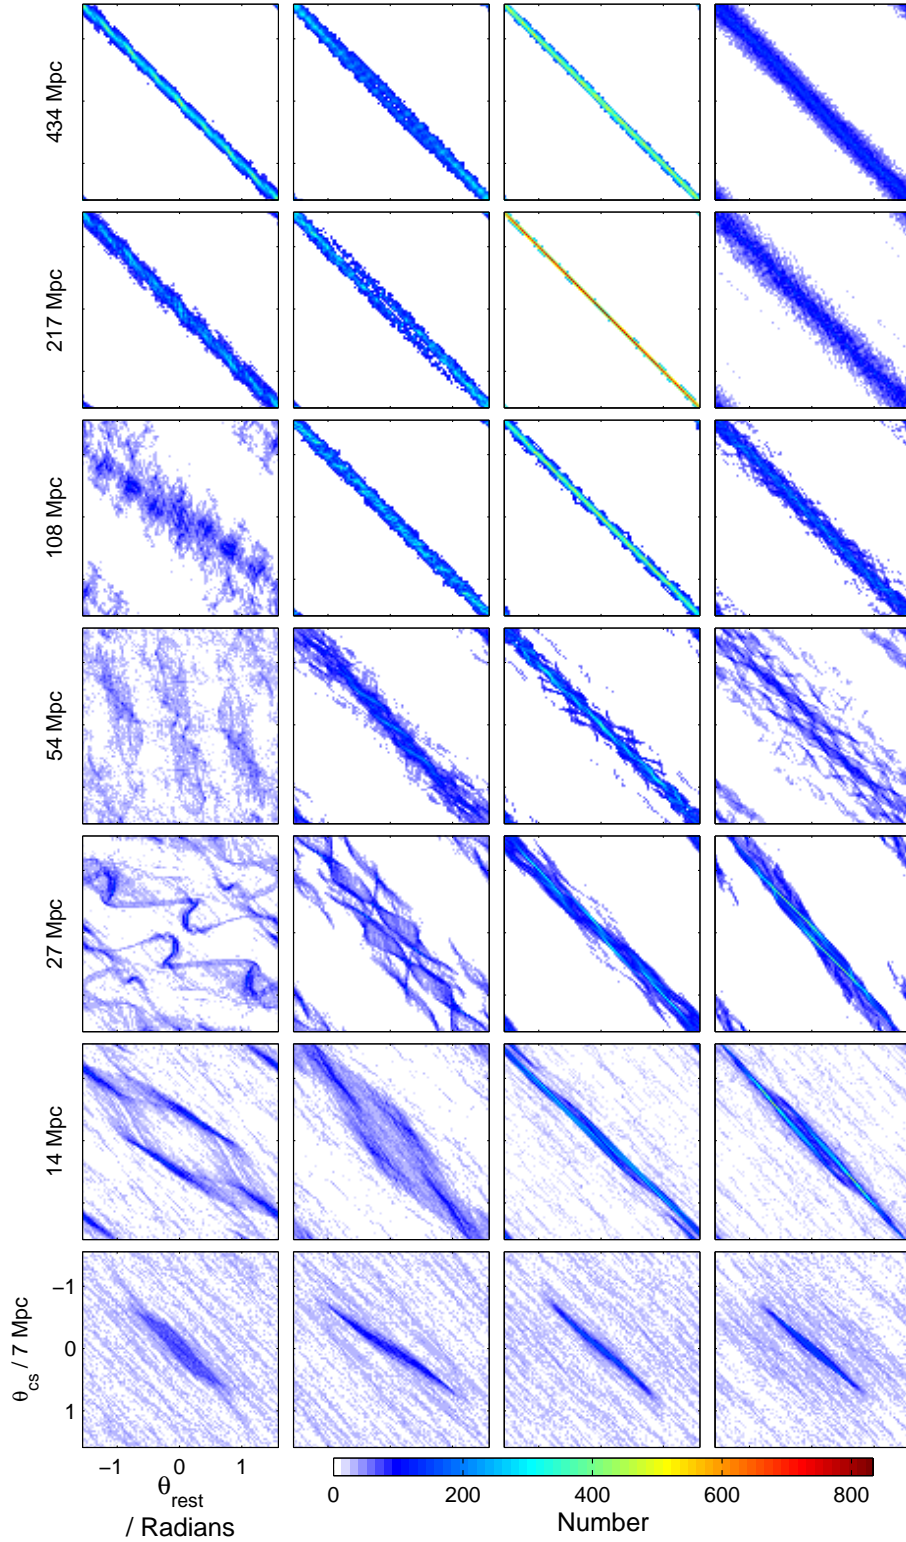 434 Mpc
217 Mpc
108 Mpc
54 Mpc
27 Mpc
14 Mpc
θcs / 7 Mpc
−1
0
1
−1 0 1
θrest
/ Radians
0 200 400 600 800
Number